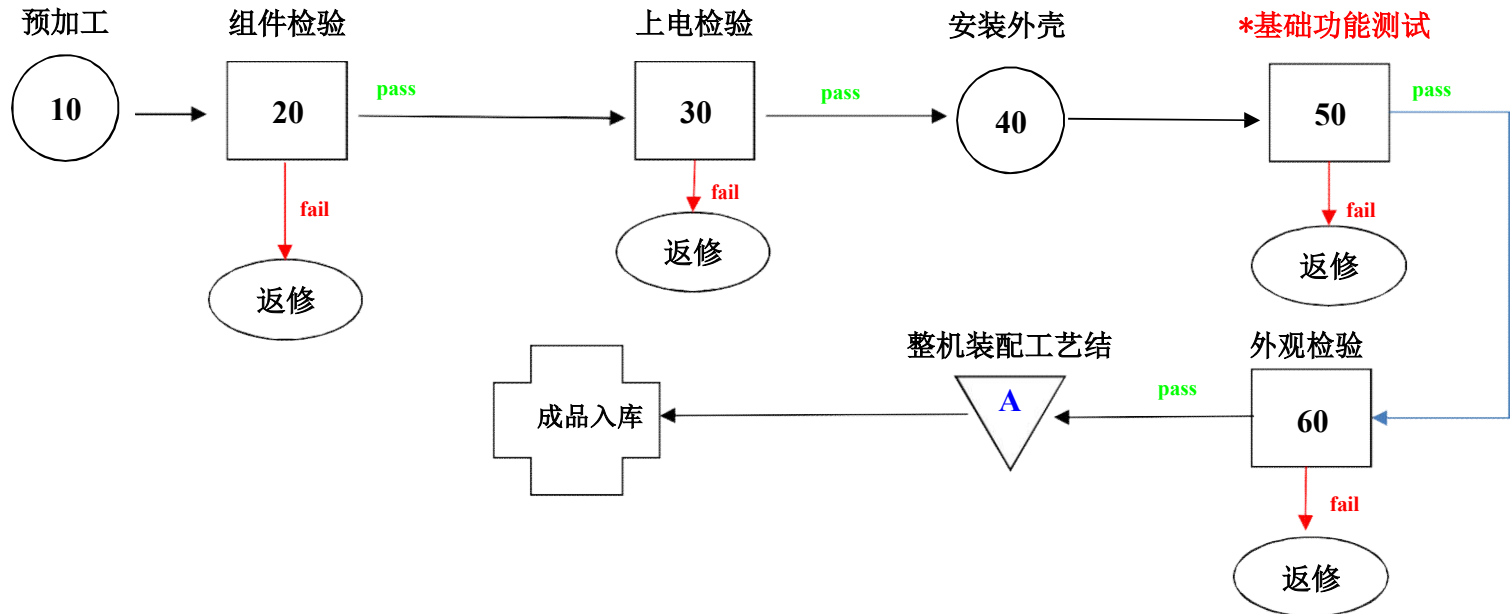 预加工
组件检验
上电检验
安装外壳
*基础功能测试
10
20
pass
30
pass
40
50
pass
fail
返修
fail
返修
fail
返修
成品入库
整机装配工艺结
A
pass
外观检验
60
fail
返修